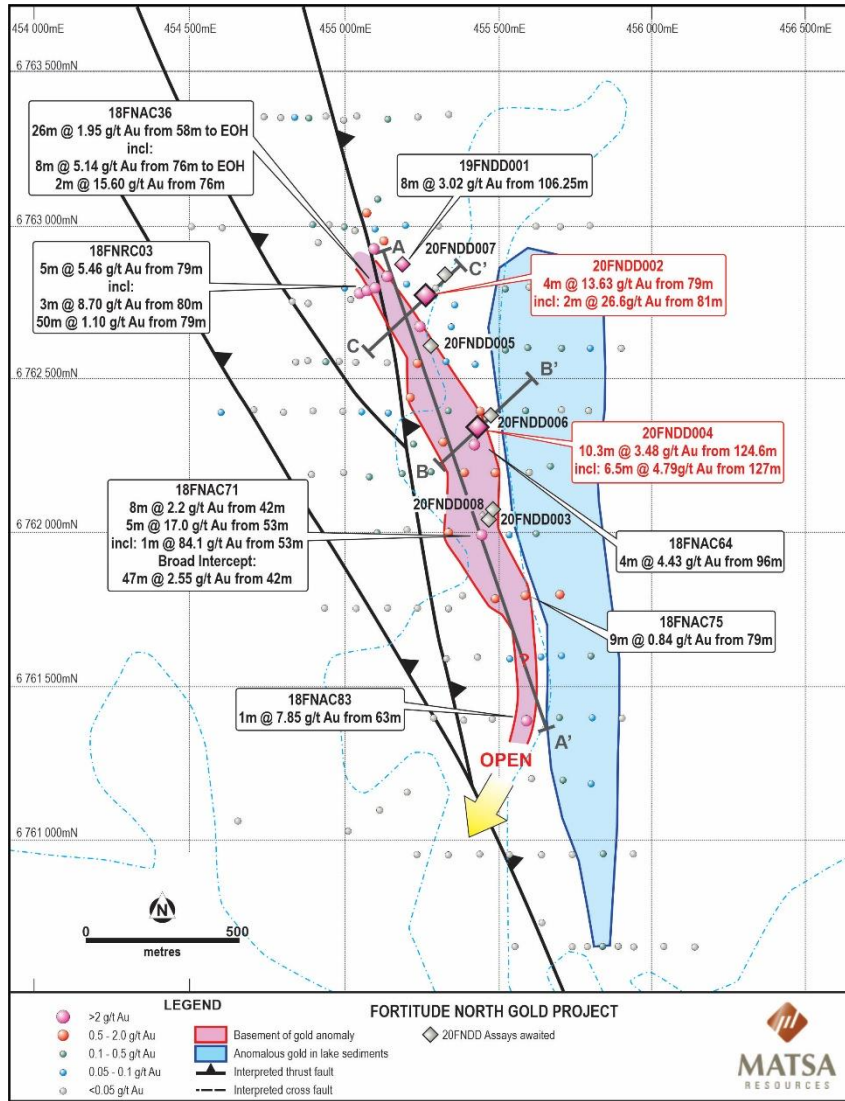 454 000mE
454 500mE
455 000mE
455 500mE
456 000mE
456 500mE
6 763 500mN
6 763 000mN
6 762 500mN
6 762 000mN
6 761 500mN
6 761 000mN
18FNAC36
26m @ 1.95 g/t Au from 58m to EOH
incl:
8m @ 5.14 g/t Au from 76m to EOH
2m @ 15.60 g/t Au from 76m
19FNDD001
8m @ 3.02 g/t Au from 106.25m
18FNRC03
5m @ 5.46 g/t Au from 79m
incl:
3m @ 8.70 g/t Au from 80m
50m @ 1.10 g/t Au from 79m
A
20FNDD007
C'
20FNDD002
4m @ 13.63 g/t Au from 79m
incl: 2m @ 26.6g/t Au from 81m
C
20FNDD005
B'
20FNDD006
20FNDD004
10.3m @ 3.48 g/t Au from 124.6m
incl: 6.5m @ 4.79g/t Au from 127m
B
18FNAC71
8m @ 2.2 g/t Au from 42m
5m @ 17.0 g/t Au from 53m
incl: 1m @ 84.1 g/t Au from 53m
Broad Intercept:
47m @ 2.55 g/t Au from 42m
20FNDD008
20FNDD003
18FNAC64
4m @ 4.43 g/t Au from 96m
18FNAC75
9m @ 0.84 g/t Au from 79m
18FNAC83
1m @ 7.85 g/t Au from 63m
A'
OPEN
N
0
500
metres
LEGEND
>2 g/t Au
0.5 - 2.0 g/t Au
0.1 - 0.5 g/t Au
0.05 - 0.1 g/t Au
<0.05 g/t Au
Basement of gold anomaly
Anomalous gold in lake sediments
Interpreted thrust fault
Interpreted cross fault
FORTITUDE NORTH GOLD PROJECT
20FNDD Assays awaited
MATSA
RESOURCES